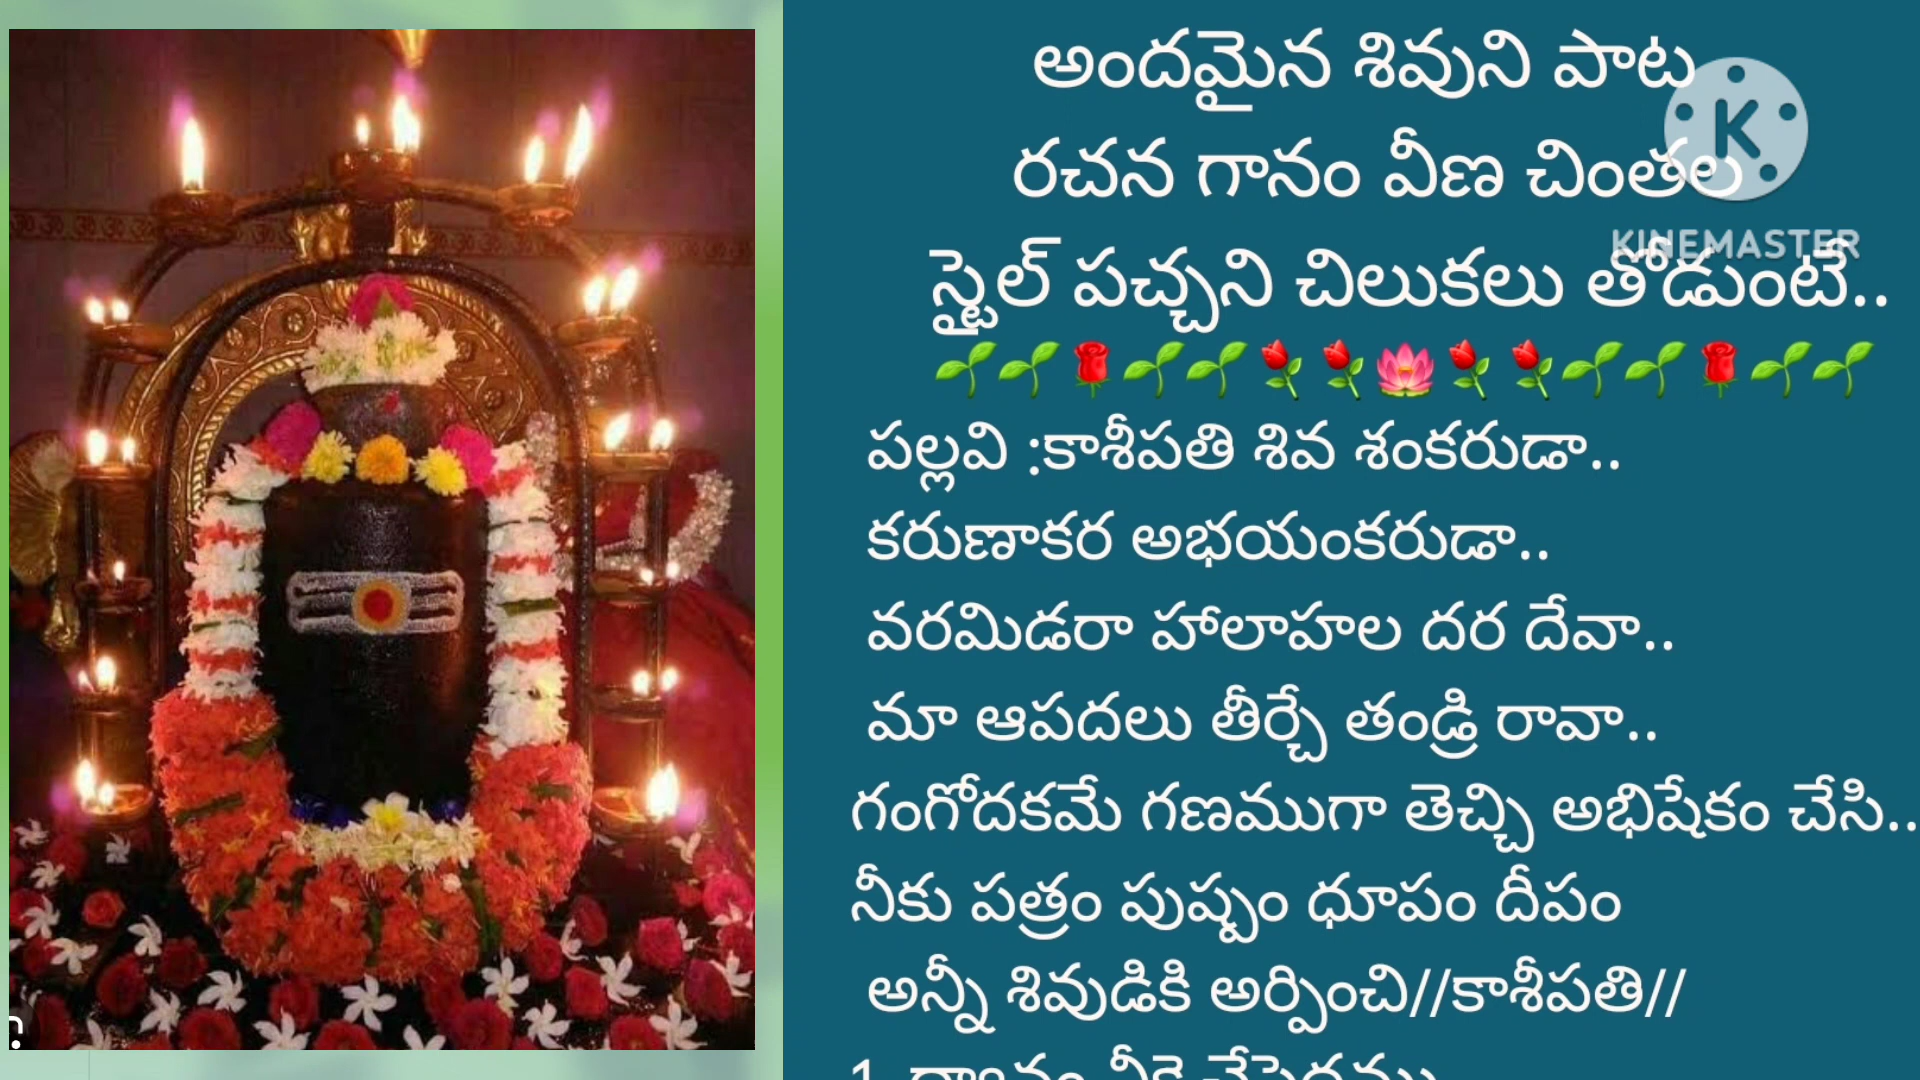 అందమైన శివుని పాట
రచన గానం వీణ చింతల
స్టైల్ పచ్చని చిలుకలు తోడుంటే..
పల్లవి :కాశీపతి శివ శంకరుడా..
కరుణాకర అభయంకరుడా..
వరమిడరా హాలాహల దర దేవా..
మా ఆపదలు తీర్చే తండ్రి రావా..
గంగోదకమే గణముగా తెచ్చి అభిషేకం చేసి..
నీకు పత్రం పుష్పం ధూపం దీపం
అన్నీ శివుడికి అర్పించి//కాశీపతి//
K
KINEMASTER